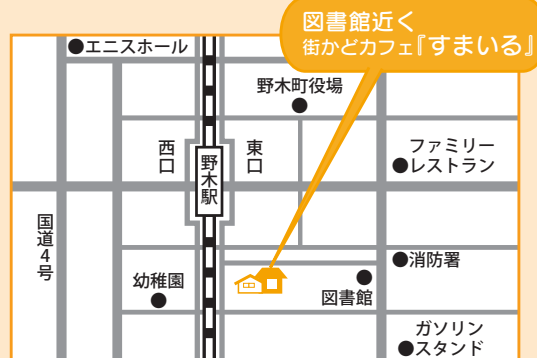 図書館近く
街かどカフェ『すまいる』
●エニスホール
野木町役場
西口
野木駅
東口
ファミリー
●レストラン
国道4号
幼稚園
図書館
●消防署
ガソリン
●スタンド